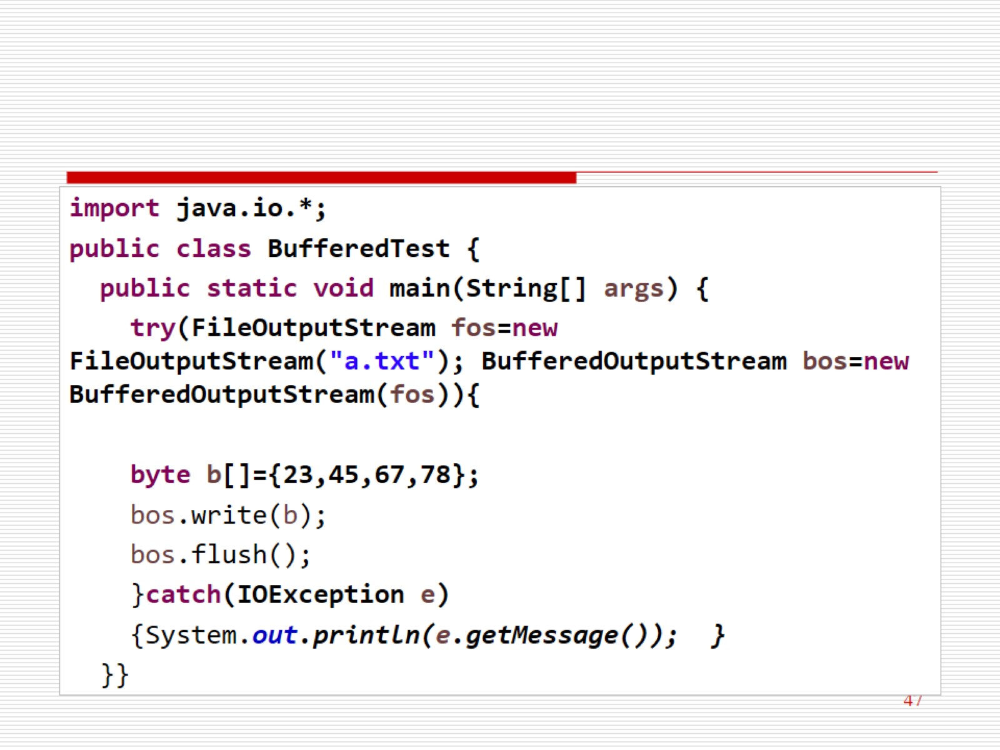 import java.io.*;
public class BufferedTest {
  public static void main(String[] args) {
    try(FileOutputStream fos=new
FileOutputStream("a.txt"); BufferedOutputStream bos=new
BufferedOutputStream(fos)){
    byte b[]={23,45,67,78};
    bos.write(b);
    bos.flush();
    }catch(IOException e)
    {System.out.println(e.getMessage());  }
  }}
47